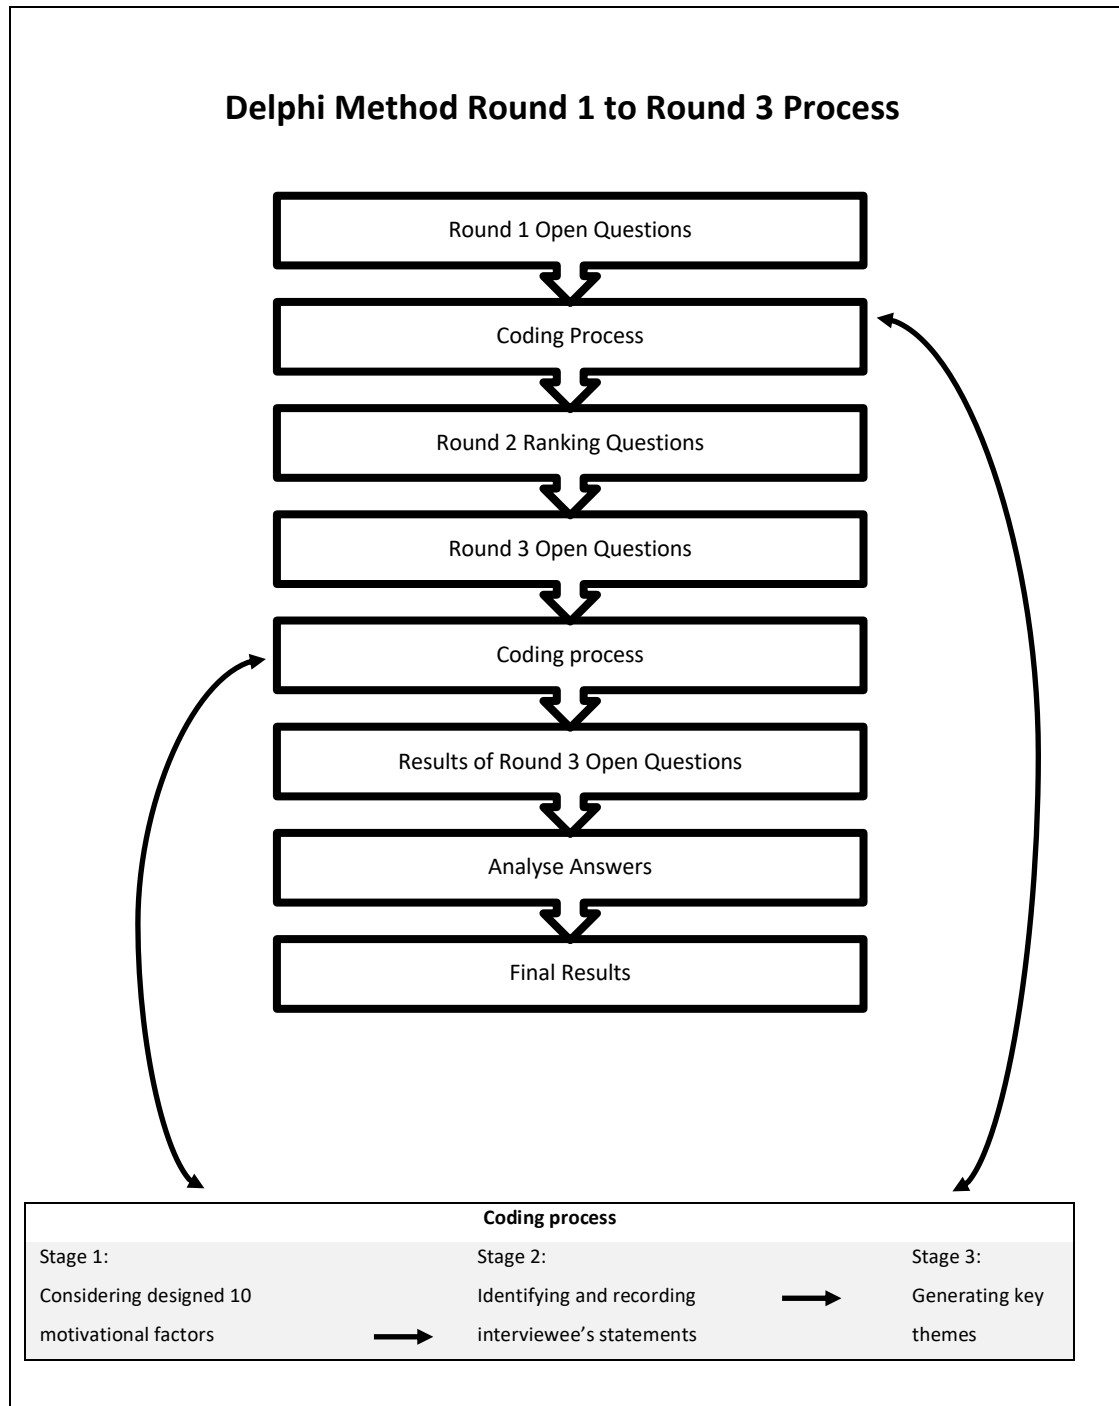 Delphi Method Round 1 to Round 3 Process
Round 1 Open Questions
Coding Process
Round 2 Ranking Questions
Round 3 Open Questions
Coding process
Results of Round 3 Open Questions
Analyse Answers
Final Results
Coding process
Stage 1:
Considering designed 10
motivational factors
Stage 2:
Identifying and recording
interviewee’s statements
Stage 3:
Generating key
themes